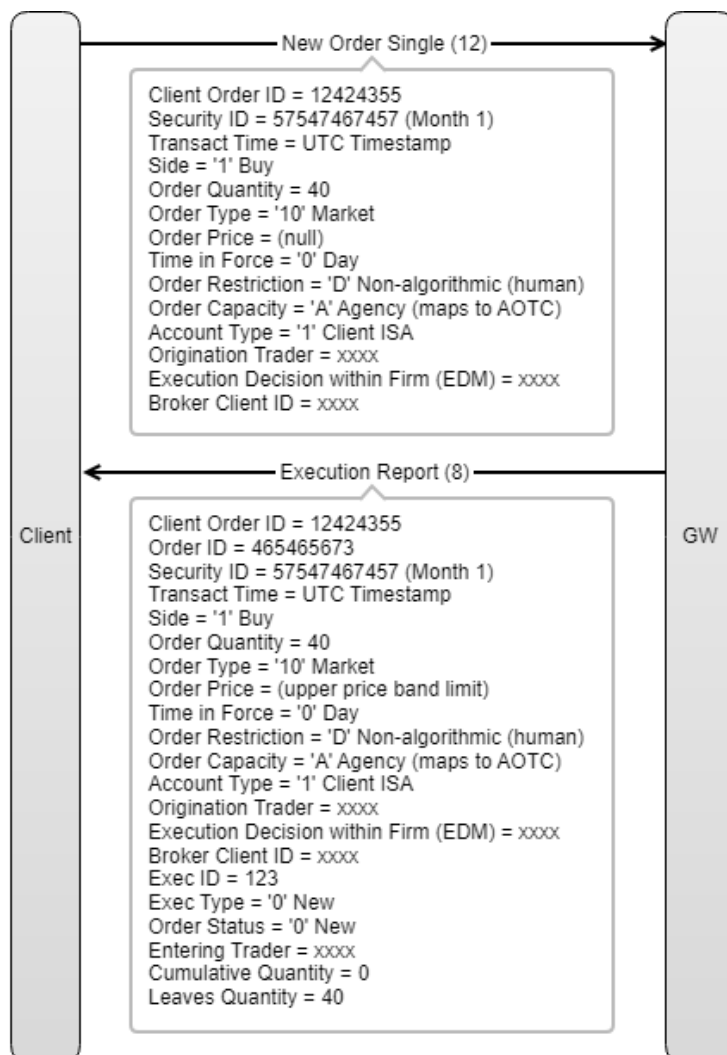 New Order Single (12)
Client Order ID = 12424355
Security ID = 57547467457 (Month 1)
Transact Time = UTC Timestamp
Side = '1' Buy
Order Quantity = 40
Order Type = '10' Market
Order Price = (null)
Time in Force = '0' Day
Order Restriction = 'D' Non-algorithmic (human)
Order Capacity = 'A' Agency (maps to AOTC)
Account Type = '1' Client ISA
Origination Trader = xxxx
Execution Decision within Firm (EDM) = xxxx
Broker Client ID = xxxx
Execution Report (8)
Client
GW
Client Order ID = 12424355
Order ID = 465465673
Security ID = 57547467457 (Month 1)
Transact Time = UTC Timestamp
Side = '1' Buy
Order Quantity = 40
Order Type = '10' Market
Order Price = (upper price band limit)
Time in Force = '0' Day
Order Restriction = 'D' Non-algorithmic (human)
Order Capacity = 'A' Agency (maps to AOTC)
Account Type = '1' Client ISA
Origination Trader = xxxx
Execution Decision within Firm (EDM) = xxxx
Broker Client ID = xxxx
Exec ID = 123
Exec Type = '0' New
Order Status = '0' New
Entering Trader = xxxx
Cumulative Quantity = 0
Leaves Quantity = 40